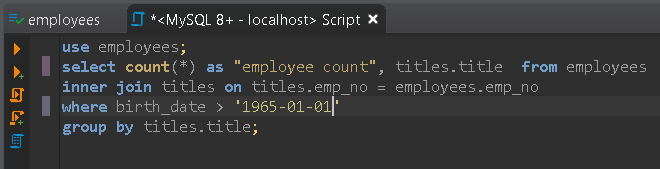 employees
*<MySQL 8+ - localhost> Script
use employees;
select count(*) as "employee count", titles.title  from employees
inner join titles on titles.emp_no = employees.emp_no
where birth_date > '1965-01-01'
group by titles.title;